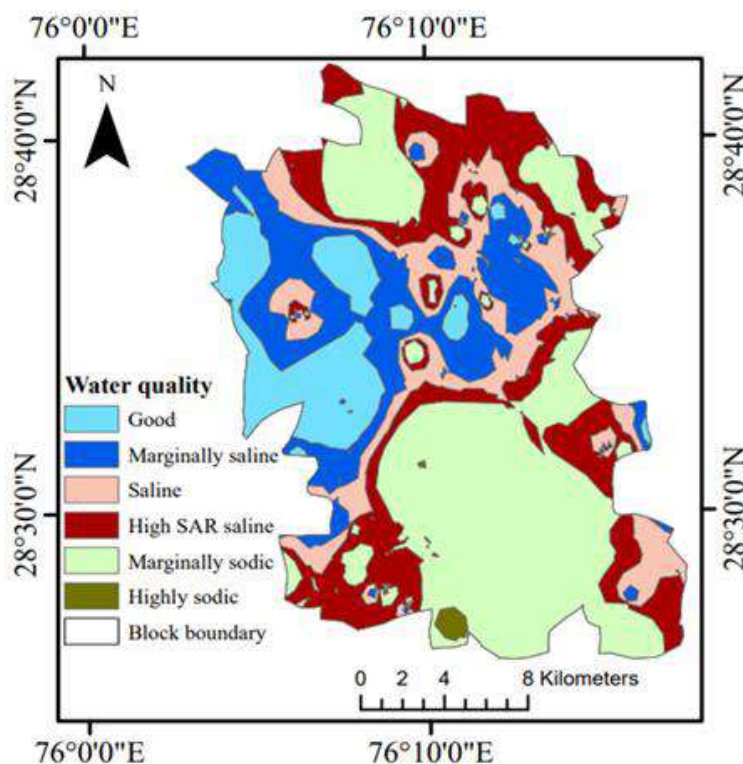 76°0'0"E 76°10'0"E
N
28°40'0"N
28°40'0"N
Water quality
Good
Marginally saline
Saline
High SAR saline
Marginally sodic
Highly sodic
Block boundary
28°30'0"N
28°30'0"N
0 2 4 8 Kilometers
76°0'0"E 76°10'0"E